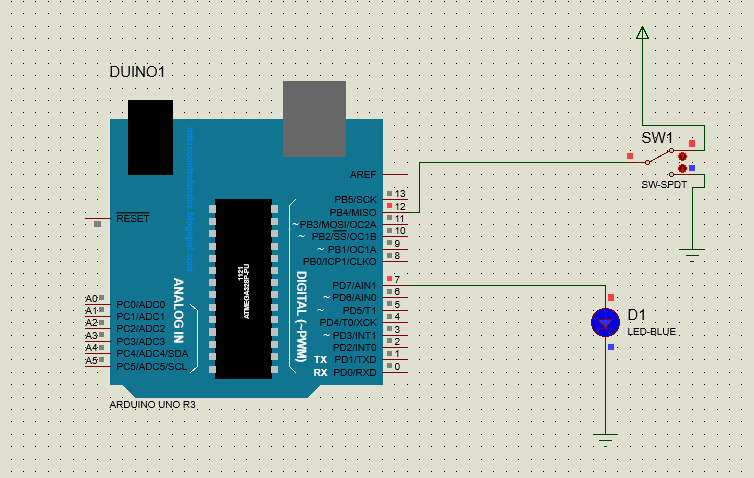 DUINO1
microcontrolandos.blogspot.com
RESET
A0
A1
A2
A3
A4
A5
PC0/ADC0
PC1/ADC1
PC2/ADC2
PC3/ADC3
PC4/ADC4/SDA
PC5/ADC5/SCL
ANALOG IN
1121
ATMEGA328P-PU
DIGITAL (~PWM)
AREF
PB5/SCK 13
PB4/MISO 12
~PB3/MOSI/OC2A 11
~ PB2/SS/OC1B 10
~ PB1/OC1A 9
PB0/ICP1/CLKO 8
PD7/AIN1 7
~ PD6/AIN0 6
~ PD5/T1 5
PD4/T0/XCK 4
~ PD3/INT1 3
PD2/INT0 2
TX PD1/TXD 1
RX PD0/RXD 0
ARDUINO UNO R3
SW1
SW-SPDT
D1
LED-BLUE